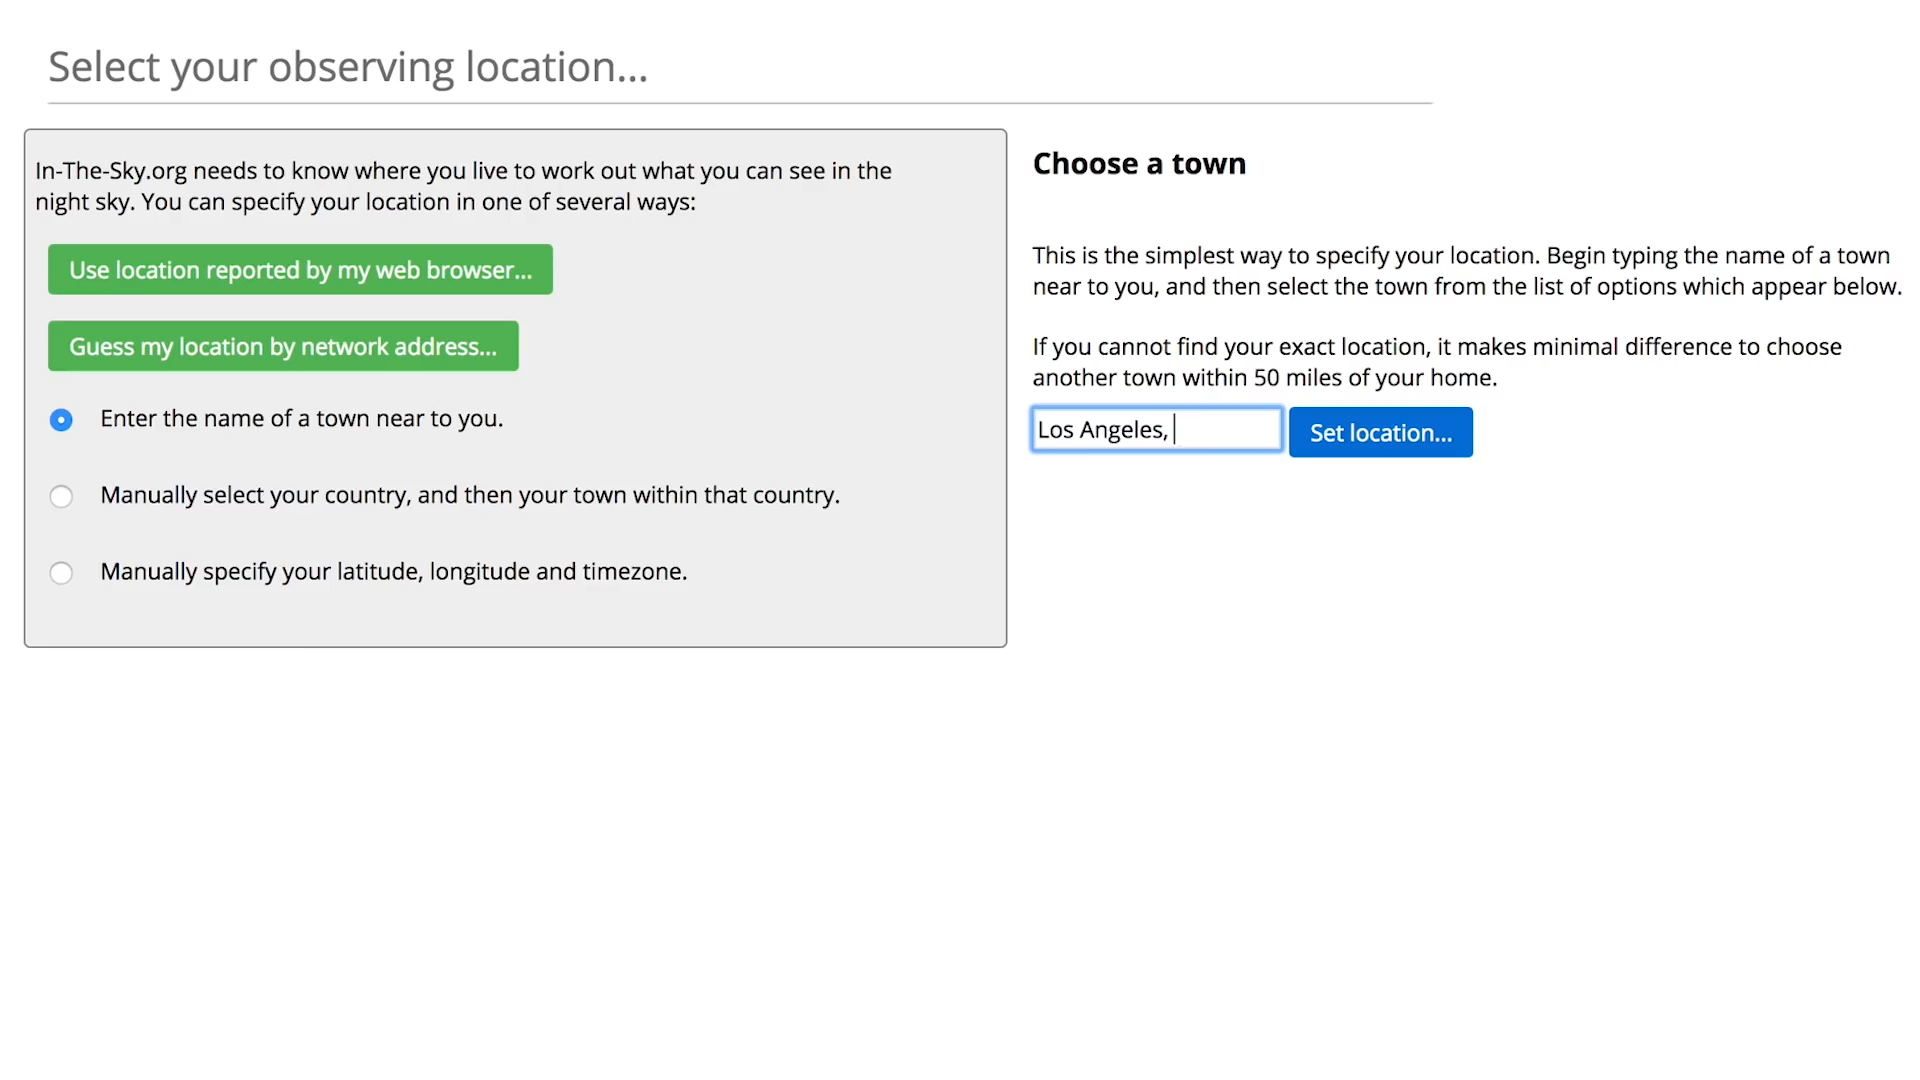 Select your observing location...
In-The-Sky.org needs to know where you live to work out what you can see in the
night sky. You can specify your location in one of several ways:
Use location reported by my web browser...
Guess my location by network address...
Enter the name of a town near to you.
Manually select your country, and then your town within that country.
Manually specify your latitude, longitude and timezone.
Choose a town
This is the simplest way to specify your location. Begin typing the name of a town
near to you, and then select the town from the list of options which appear below.
If you cannot find your exact location, it makes minimal difference to choose
another town within 50 miles of your home.
Los Angeles,
Set location...